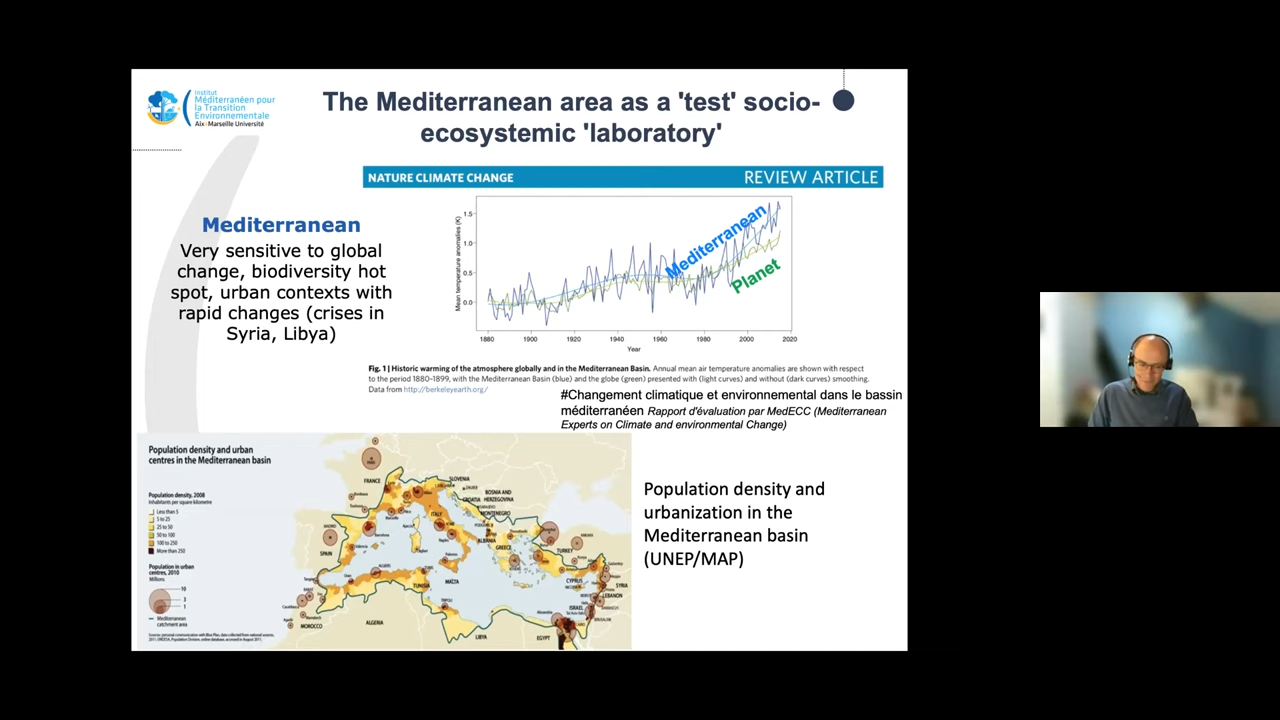 Institut
Méditerranéen pour
la Transition
Environnementale
Aix•Marseille Université
The Mediterranean area as a 'test' socio-
ecosystemic 'laboratory'
NATURE CLIMATE CHANGE
REVIEW ARTICLE
Mediterranean
Very sensitive to global
change, biodiversity hot
spot, urban contexts with
rapid changes (crises in
Syria, Libya)
Mean temperature anomalies (K)
1.5
1.0
0.5
0.0
Mediterranean
Planet
1880
1900
1920
1940
1960
1980
2000
2020
Year
Fig. 1 | Historic warming of the atmosphere globally and in the Mediterranean Basin. Annual mean air temperature anomalies are shown with respect
to the period 1880–1899, with the Mediterranean Basin (blue) and the globe (green) presented with (light curves) and without (dark curves) smoothing.
Data from http://berkeleyearth.org/
#Changement climatique et environnemental dans le bassin
méditerranéen Rapport d'évaluation par MedECC (Mediterranean
Experts on Climate and environmental Change)
Population density and urban
centres in the Mediterranean basin
Population density, 2008
Inhabitants per square kilometre
Less than 5
5 to 25
25 to 50
50 to 100
100 to 250
More than 250
Population in urban
centres, 2010
Millions
10
3
1
Mediterranean
catchment area
FRANCE
SLOVENIA
CROATIA
BOSNIA AND
HERZEGOVINA
MONTENEGRO
ITALY
ALBANIA
GREECE
TURKEY
SPAIN
CYPRUS
SYRIA
LEBANON
ISRAEL
MALTA
TUNISIA
MOROCCO
ALGERIA
LIBYA
EGYPT
Population density and
urbanization in the
Mediterranean basin
(UNEP/MAP)